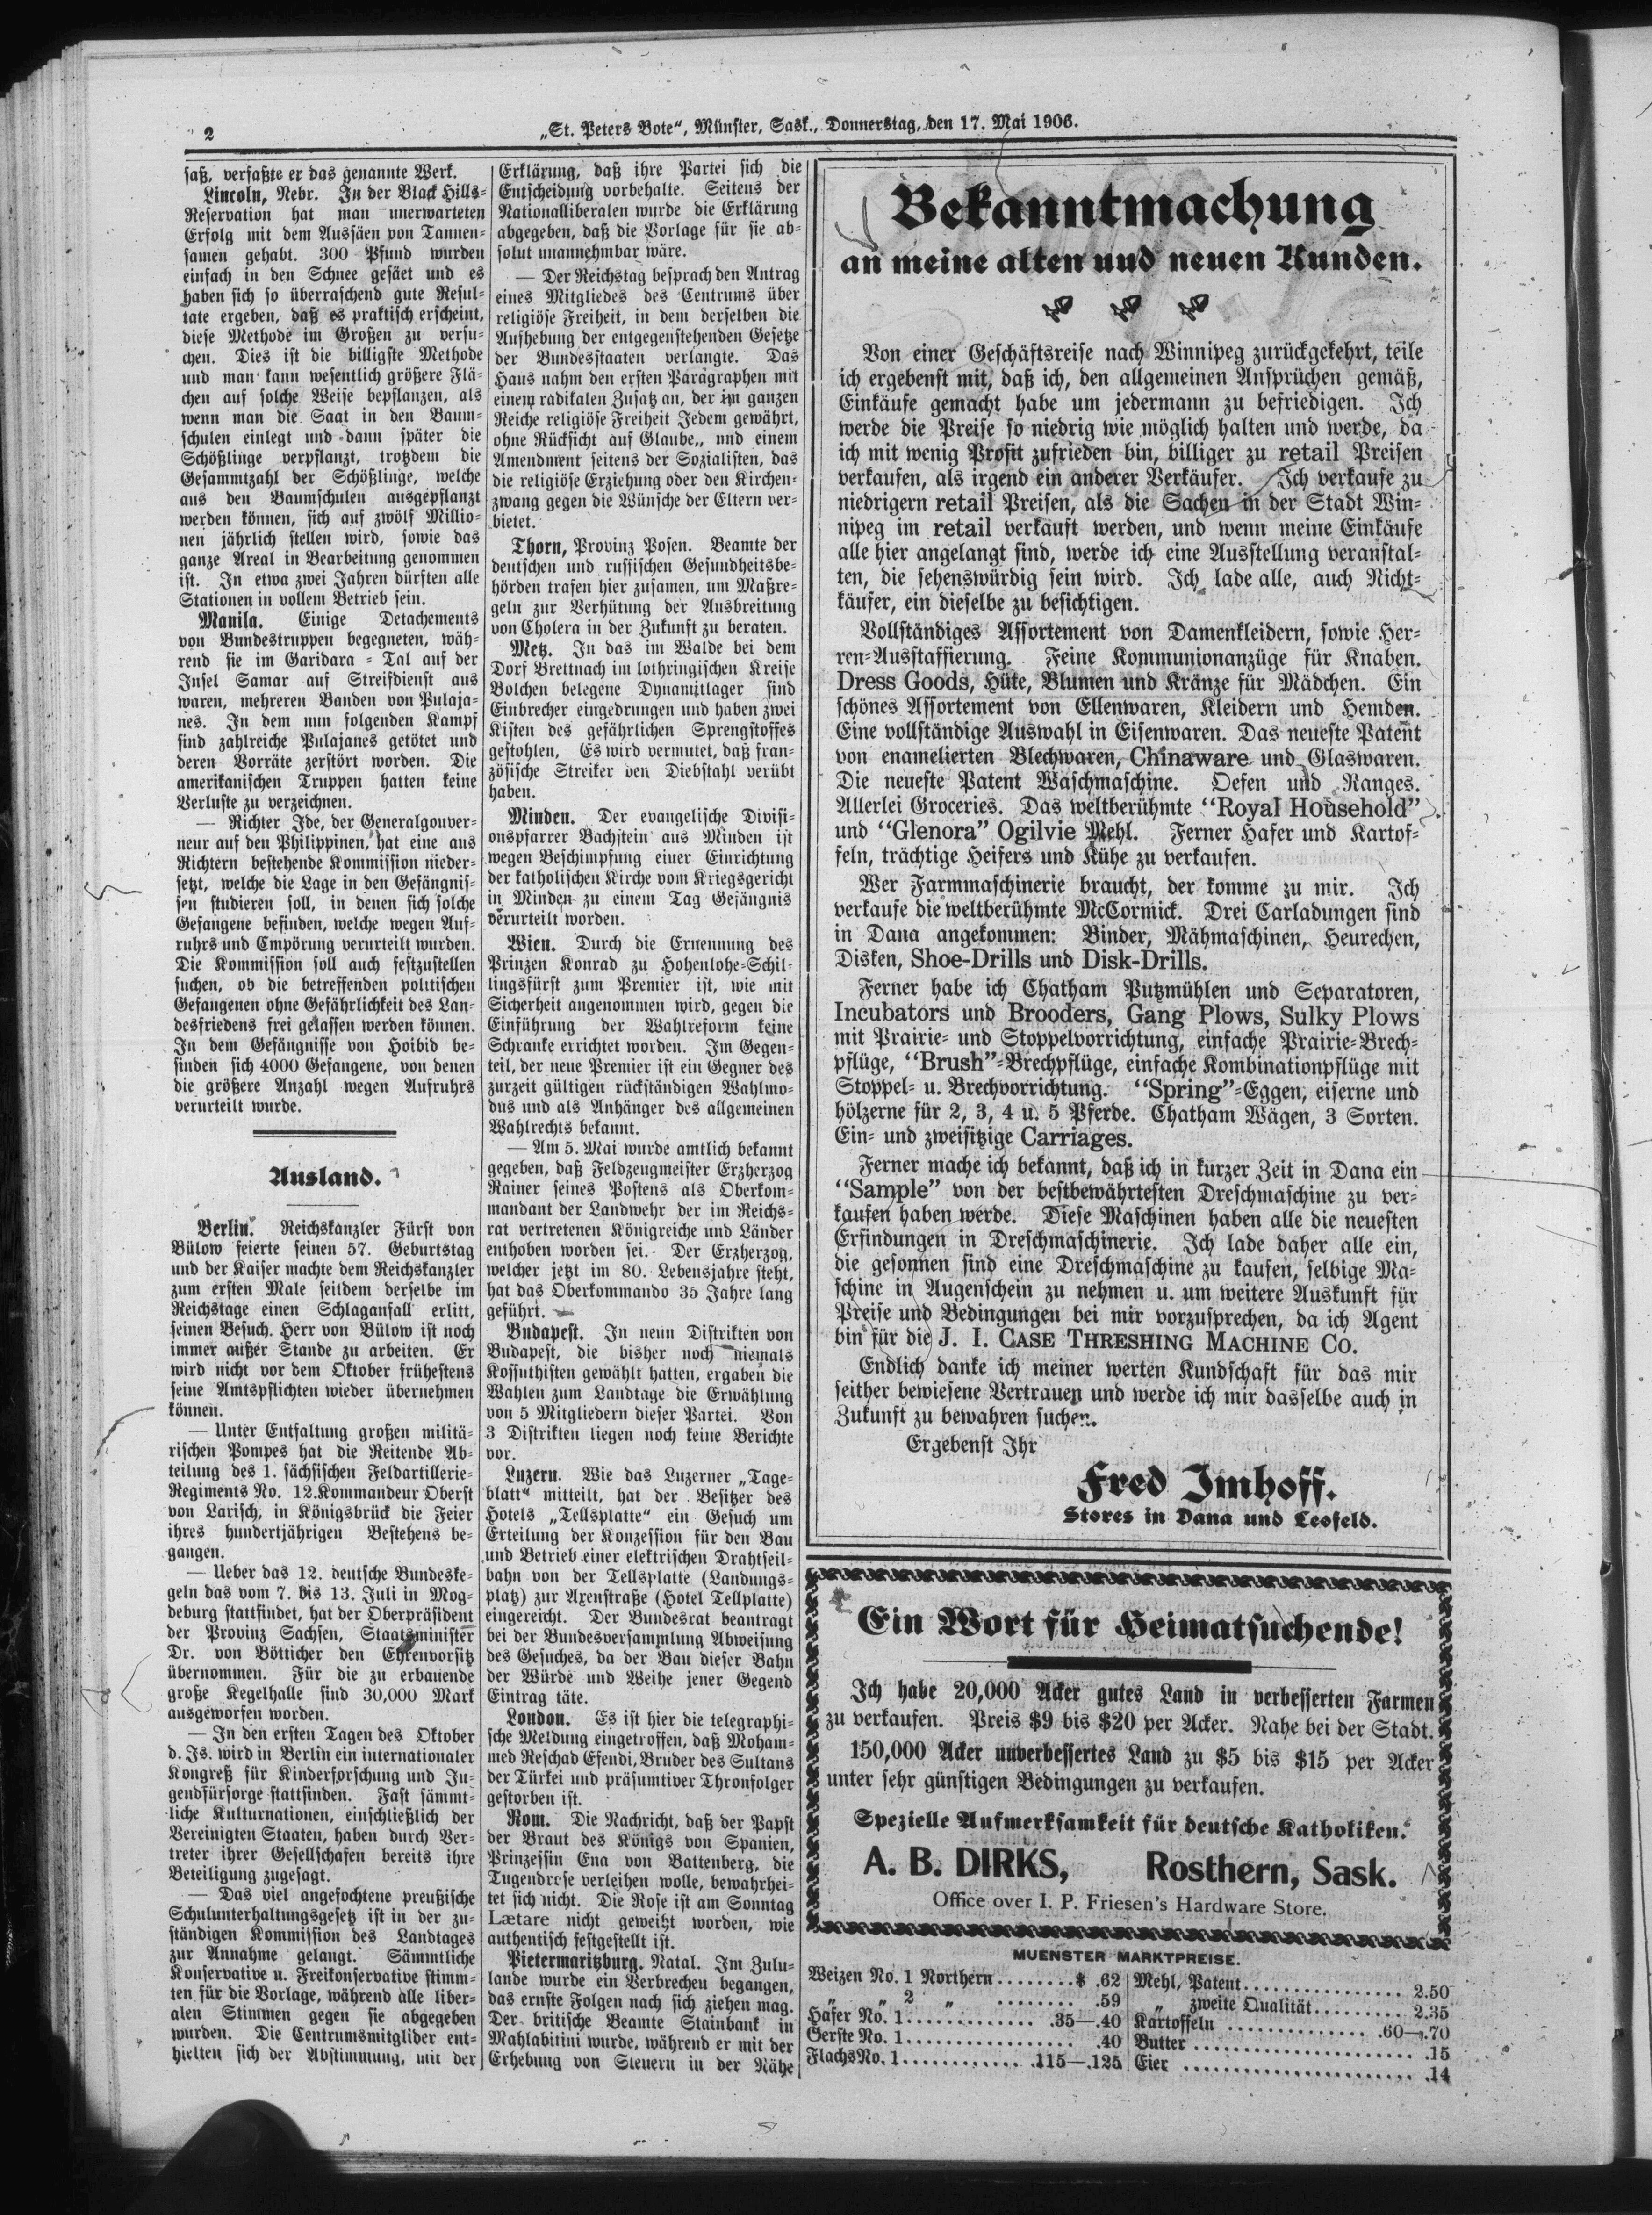 2
„St. Peters Bote“, Münster, Sask., Donnerstag, den 17. Mai 1906.
saß, verfaßte er das genannte Werk.
Lincoln, Nebr. In der Black Hills-
Reservation hat man unerwarteten
Erfolg mit dem Aussäen von Tannen-
samen gehabt. 300 Pfund wurden
einfach in den Schnee gesäet und es
haben sich so überraschend gute Resul-
tate ergeben, daß es praktisch erscheint,
diese Methode im Großen zu versu-
chen. Dies ist die billigste Methode
und man kann wesentlich größere Flä-
chen auf solche Weise bepflanzen, als
wenn man die Saat in den Baum-
schulen einlegt und dann später die
Schößlinge verpflanzt, trotzdem die
Gesammtzahl der Schößlinge, welche
aus den Baumschulen ausgepflanzt
werden können, sich auf zwölf Millio-
nen jährlich stellen wird, sowie das
ganze Areal in Bearbeitung genommen
ist. In etwa zwei Jahren dürften alle
Stationen in vollem Betrieb sein.
Manila. Einige Detachements
von Bundestruppen begegneten, wäh-
rend sie im Garidara - Tal auf der
Insel Samar auf Streifdienst aus
waren, mehreren Banden von Pulaja-
nes. In dem nun folgenden Kampf
sind zahlreiche Pulajanes getötet und
deren Vorräte zerstört worden. Die
amerikanischen Truppen hatten keine
Verluste zu verzeichnen.
— Richter Ide, der Generalgouver-
neur auf den Philippinen, hat eine aus
Richtern bestehende Kommission nieder-
setzt, welche die Lage in den Gefängnis-
sen studieren soll, in denen sich solche
Gefangene befinden, welche wegen Auf-
ruhrs und Empörung verurteilt wurden.
Die Kommission soll auch festzustellen
suchen, ob die betreffenden politischen
Gefangenen ohne Gefährlichkeit des Lan-
desfriedens frei gelassen werden können.
In dem Gefängnisse von Hoibid be-
finden sich 4000 Gefangene, von denen
die größere Anzahl wegen Aufruhrs
verurteilt wurde.
Ausland.
Berlin. Reichskanzler Fürst von
Bülow feierte seinen 57. Geburtstag
und der Kaiser machte dem Reichskanzler
zum ersten Male seitdem derselbe im
Reichstage einen Schlaganfall erlitt,
seinen Besuch. Herr von Bülow ist noch
immer außer Stande zu arbeiten. Er
wird nicht vor dem Oktober frühestens
seine Amtspflichten wieder übernehmen
können.
— Unter Entfaltung großen militä-
rischen Pompes hat die Reitende Ab-
teilung des 1. sächsischen Feldartillerie-
Regiments No. 12. Kommandeur Oberst
von Larisch, in Königsbrück die Feier
ihres hundertjährigen Bestehens be-
gangen.
— Ueber das 12. deutsche Bundeske-
geln das vom 7. bis 13. Juli in Mog-
deburg stattfindet, hat der Oberpräsident
der Provinz Sachsen, Staatsminister
Dr. von Bötticher den Ehrenvorsitz
übernommen. Für die zu erbauende
große Kegelhalle sind 30,000 Mark
ausgeworfen worden.
— In den ersten Tagen des Oktober
d. Js. wird in Berlin ein internationaler
Kongreß für Kinderforschung und Ju-
gendfürsorge stattfinden. Fast sämmt-
liche Kulturnationen, einschließlich der
Vereinigten Staaten, haben durch Ver-
treter ihrer Gesellschafen bereits ihre
Beteiligung zugesagt.
— Das viel angefochtene preußische
Schulunterhaltungsgesetz ist in der zu-
ständigen Kommission des Landtages
zur Annahme gelangt. Sämmtliche
Konservative u. Freikonservative stimm-
ten für die Vorlage, während alle liber-
alen Stimmen gegen sie abgegeben
wurden. Die Centrumsmitglider ent-
hielten sich der Abstimmung, mit der
Erklärung, daß ihre Partei sich die
Entscheidung vorbehalte. Seitens der
Nationalliberalen wurde die Erklärung
abgegeben, daß die Vorlage für sie ab-
solut unannehmbar wäre.
— Der Reichstag besprach den Antrag
eines Mitgliedes des Centrums über
religiöse Freiheit, in dem derselben die
Aufhebung der entgegenstehenden Gesetze
der Bundesstaaten verlangte. Das
Haus nahm den ersten Paragraphen mit
einem radikalen Zusatz an, der im ganzen
Reiche religiöse Freiheit Jedem gewährt,
ohne Rücksicht auf Glaube,, und einem
Amendment seitens der Sozialisten, das
die religiöse Erziehung oder den Kirchen-
zwang gegen die Wünsche der Eltern ver-
bietet.
Thorn, Provinz Posen. Beamte der
deutschen und russischen Gesundheitsbe-
hörden trafen hier zusamen, um Maßre-
geln zur Verhütung der Ausbreitung
von Cholera in der Zukunft zu beraten.
Metz. In das im Walde bei dem
Dorf Brettnach im lothringischen Kreise
Bolchen belegene Dynamitlager sind
Einbrecher eingedrungen und haben zwei
Kisten des gefährlichen Sprengstoffes
gestohlen, Es wird vermutet, daß fran-
zösische Streiker den Diebstahl verübt
haben.
Minden. Der evangelische Divisi-
onspfarrer Bachstein aus Minden ist
wegen Beschimpfung einer Einrichtung
der katholischen Kirche vom Kriegsgericht
in Minden zu einem Tag Gefängnis
verurteilt worden.
Wien. Durch die Ernennung des
Prinzen Konrad zu Hohenlohe-Schil-
lingsfürst zum Premier ist, wie mit
Sicherheit angenommen wird, gegen die
Einführung der Wahlreform keine
Schranke errichtet worden. Im Gegen-
teil, der neue Premier ist ein Gegner des
zurzeit gültigen rückständigen Wahlmo-
dus und als Anhänger des allgemeinen
Wahlrechts bekannt.
— Am 5. Mai wurde amtlich bekannt
gegeben, daß Feldzeugmeister Erzherzog
Rainer seines Postens als Oberkom-
mandant der Landwehr der im Reichs-
rat vertretenen Königreiche und Länder
enthoben worden sei. Der Erzherzog,
welcher jetzt im 80. Lebensjahre steht,
hat das Oberkommando 35 Jahre lang
geführt.
Budapest. In neun Distrikten von
Budapest, die bisher noch niemals
Kossuthisten gewählt hatten, ergaben die
Wahlen zum Landtage die Erwählung
von 5 Mitgliedern dieser Partei. Von
3 Distrikten liegen noch keine Berichte
vor.
Luzern. Wie das Luzerner „Tage-
blatt“ mitteilt, hat der Besitzer des
Hotels „Tellsplatte“ ein Gesuch um
Erteilung der Konzession für den Bau
und Betrieb einer elektrischen Drahtseil-
bahn von der Tellsplatte (Landungs-
platz) zur Axenstraße (Hotel Tellplatte)
eingereicht. Der Bundesrat beantragt
bei der Bundesversammlung Abweisung
des Gesuches, da der Bau dieser Bahn
der Würde und Weihe jener Gegend
Eintrag täte.
London. Es ist hier die telegraphi-
sche Meldung eingetroffen, daß Moham-
med Reschad Efendi, Bruder des Sultans
der Türkei und präsumtiver Thronfolger
gestorben ist.
Rom. Die Nachricht, daß der Papst
der Braut des Königs von Spanien,
Prinzessin Ena von Battenberg, die
Tugendrose verleihen wolle, bewahrhei-
tet sich nicht. Die Rose ist am Sonntag
Lætare nicht geweiht worden, wie
authentisch festgestellt ist.
Pietermaritzburg. Natal. Im Zulu-
lande wurde ein Verbrechen begangen,
das ernste Folgen nach sich ziehen mag.
Der britische Beamte Stainbank in
Mahlabitini wurde, während er mit der
Erhebung von Steuern in der Nähe
Bekanntmachung
an meine alten und neuen Kunden.
Von einer Geschäftsreise nach Winnipeg zurückgekehrt, teile
ich ergebenst mit, daß ich, den allgemeinen Ansprüchen gemäß,
Einkäufe gemacht habe um jedermann zu befriedigen. Ich
werde die Preise so niedrig wie möglich halten und werde, da
ich mit wenig Profit zufrieden bin, billiger zu retail Preisen
verkaufen, als irgend ein anderer Verkäufer. Ich verkaufe zu
niedrigern retail Preisen, als die Sachen in der Stadt Win-
nipeg im retail verkauft werden, und wenn meine Einkäufe
alle hier angelangt sind, werde ich eine Ausstellung veranstal-
ten, die sehenswürdig sein wird. Ich lade alle, auch Nicht-
käufer, ein dieselbe zu besichtigen.
Vollständiges Assortement von Damenkleidern, sowie Her-
ren-Ausstaffierung. Feine Kommunionanzüge für Knaben.
Dress Goods, Hüte, Blumen und Kränze für Mädchen. Ein
schönes Assortement von Ellenwaren, Kleidern und Hemden.
Eine vollständige Auswahl in Eisenwaren. Das neueste Patent
von enamelierten Blechwaren, Chinaware und Glaswaren.
Die neueste Patent Waschmaschine. Oefen und Ranges.
Allerlei Groceries. Das weltberühmte “Royal Household”
und “Glenora” Ogilvie Mehl. Ferner Hafer und Kartof-
feln, trächtige Heifers und Kühe zu verkaufen.
Wer Farmmaschinerie braucht, der komme zu mir. Ich
verkaufe die weltberühmte McCormick. Drei Carladungen sind
in Dana angekommen: Binder, Mähmaschinen, Heurechen,
Disken, Shoe-Drills und Disk-Drills.
Ferner habe ich Chatham Putzmühlen und Separatoren,
Incubators und Brooders, Gang Plows, Sulky Plows
mit Prairie- und Stoppelvorrichtung, einfache Prairie-Brech-
pflüge, “Brush”-Brechpflüge, einfache Kombinationpflüge mit
Stoppel- u. Brechvorrichtung. “Spring”-Eggen, eiserne und
hölzerne für 2, 3, 4 u. 5 Pferde. Chatham Wägen, 3 Sorten.
Ein- und zweisitzige Carriages.
Ferner mache ich bekannt, daß ich in kurzer Zeit in Dana ein
“Sample” von der bestbewährtesten Dreschmaschine zu ver-
kaufen haben werde. Diese Maschinen haben alle die neuesten
Erfindungen in Dreschmaschinerie. Ich lade daher alle ein,
die gesonnen sind eine Dreschmaschine zu kaufen, selbige Ma-
schine in Augenschein zu nehmen u. um weitere Auskunft für
Preise und Bedingungen bei mir vorzusprechen, da ich Agent
bin für die J. I. CASE THRESHING MACHINE CO.
Endlich danke ich meiner werten Kundschaft für das mir
seither bewiesene Vertrauen und werde ich mir dasselbe auch in
Zukunft zu bewahren suchen.
Ergebenst Ihr
Fred Imhoff.
Stores in Dana und Leofeld.
Ein Wort für Heimatsuchende!
Ich habe 20,000 Acker gutes Land in verbesserten Farmen
zu verkaufen. Preis $9 bis $20 per Acker. Nahe bei der Stadt.
150,000 Acker unverbessertes Land zu $5 bis $15 per Acker
unter sehr günstigen Bedingungen zu verkaufen.
Spezielle Aufmerksamkeit für deutsche Katholiken.
A. B. DIRKS, Rosthern, Sask.
Office over I. P. Friesen's Hardware Store.
MUENSTER MARKTPREISE.
Weizen No. 1 Northern........$ .62
„ „ 2 „ ........ .59
Hafer No. 1............. .35—.40
Gerste No. 1................. .40
Flachs No. 1............ .115—.125
Mehl, Patent................. 2.50
„ zweite Qualität.......... 2.35
Kartoffeln .............. .60—.70
Butter ...................... .15
Eier ....................... .14